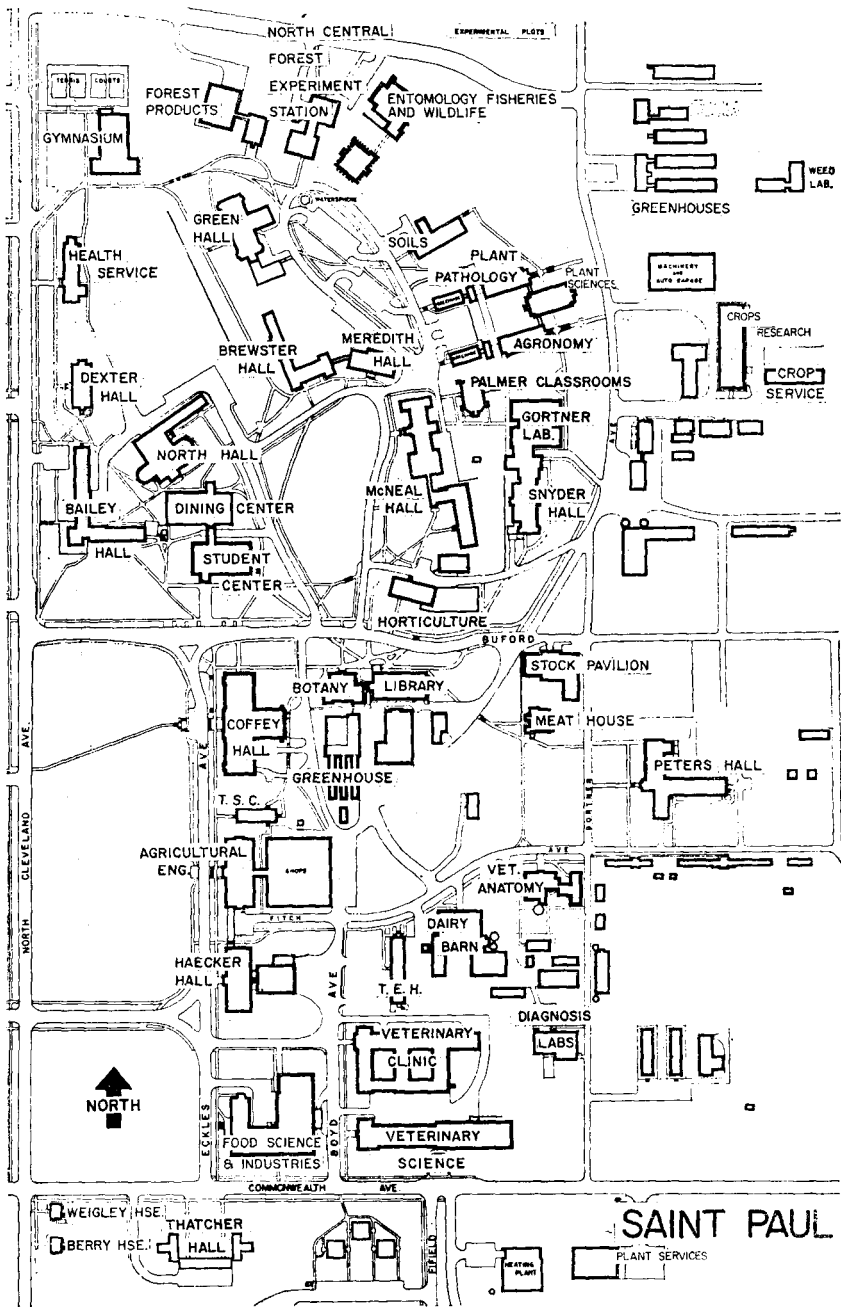 NORTH CENTRAL
EXPERIMENTAL PLOTS
FOREST
TENNIS COURTS
FOREST
PRODUCTS
EXPERIMENT
STATION
ENTOMOLOGY FISHERIES
AND WILDLIFE
GYMNASIUM
WEED
LAB.
GREENHOUSES
WATERSPHERE
GREEN
HALL
SOILS
HEALTH
SERVICE
PLANT
PATHOLOGY
PLANT
SCIENCES
MACHINERY
AND
AUTO GARAGE
CROPS
RESEARCH
MEREDITH
HALL
BREWSTER
HALL
AGRONOMY
DEXTER
HALL
PALMER CLASSROOMS
CROP
SERVICE
GORTNER
LAB.
AVE
NORTH HALL
McNEAL
HALL
SNYDER
HALL
BAILEY
HALL
DINING CENTER
STUDENT
CENTER
HORTICULTURE
BUFORD
STOCK PAVILION
BOTANY
LIBRARY
COFFEY
HALL
MEAT HOUSE
AVE.
AVE
PETERS HALL
GREENHOUSE
T. S. C.
PORTNER
AGRICULTURAL
ENG.
SHOPS
AVE
VET.
ANATOMY
NORTH CLEVELAND
FITCH
DAIRY
BARN
HAECKER
HALL
AVE
T. E. H.
DIAGNOSIS
LABS
VETERINARY
CLINIC
NORTH
ECKLES
BOYD
FOOD SCIENCE
& INDUSTRIES
VETERINARY
SCIENCE
COMMONWEALTH AVE.
WEIGLEY HSE.
BERRY HSE.
THATCHER
HALL
FIFIELD
SAINT PAUL
HEATING
PLANT
PLANT SERVICES